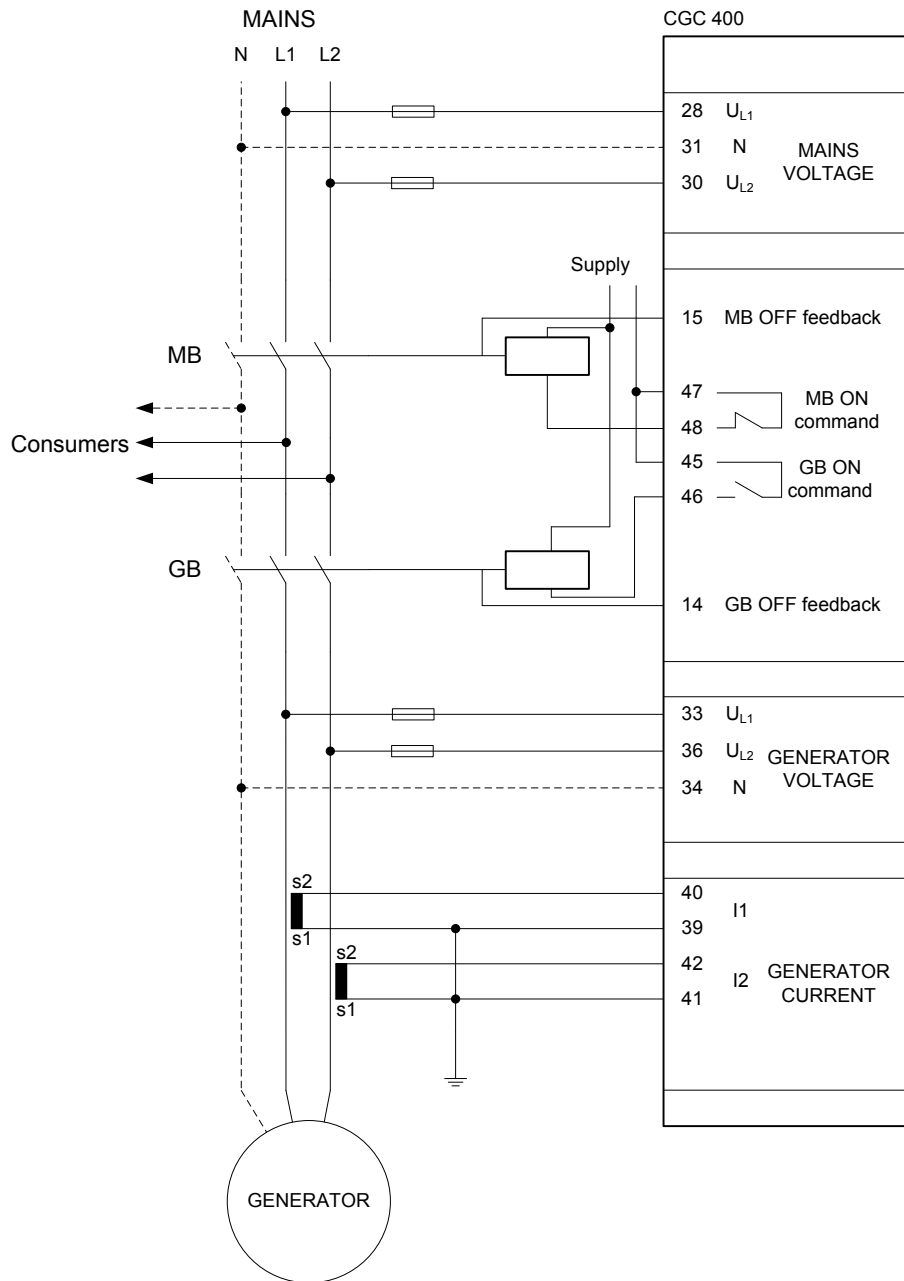 MAINS
CGC 400
N L1 L2
28 UL1
31 N
MAINS
VOLTAGE
30 UL2
Supply
15 MB OFF feedback
MB
47
MB ON
command
48
Consumers
45
GB ON
command
46
GB
14 GB OFF feedback
33 UL1
36 UL2
GENERATOR
VOLTAGE
34 N
s2
40
I1
s1
39
s2
42
I2
GENERATOR
CURRENT
41
s1
GENERATOR